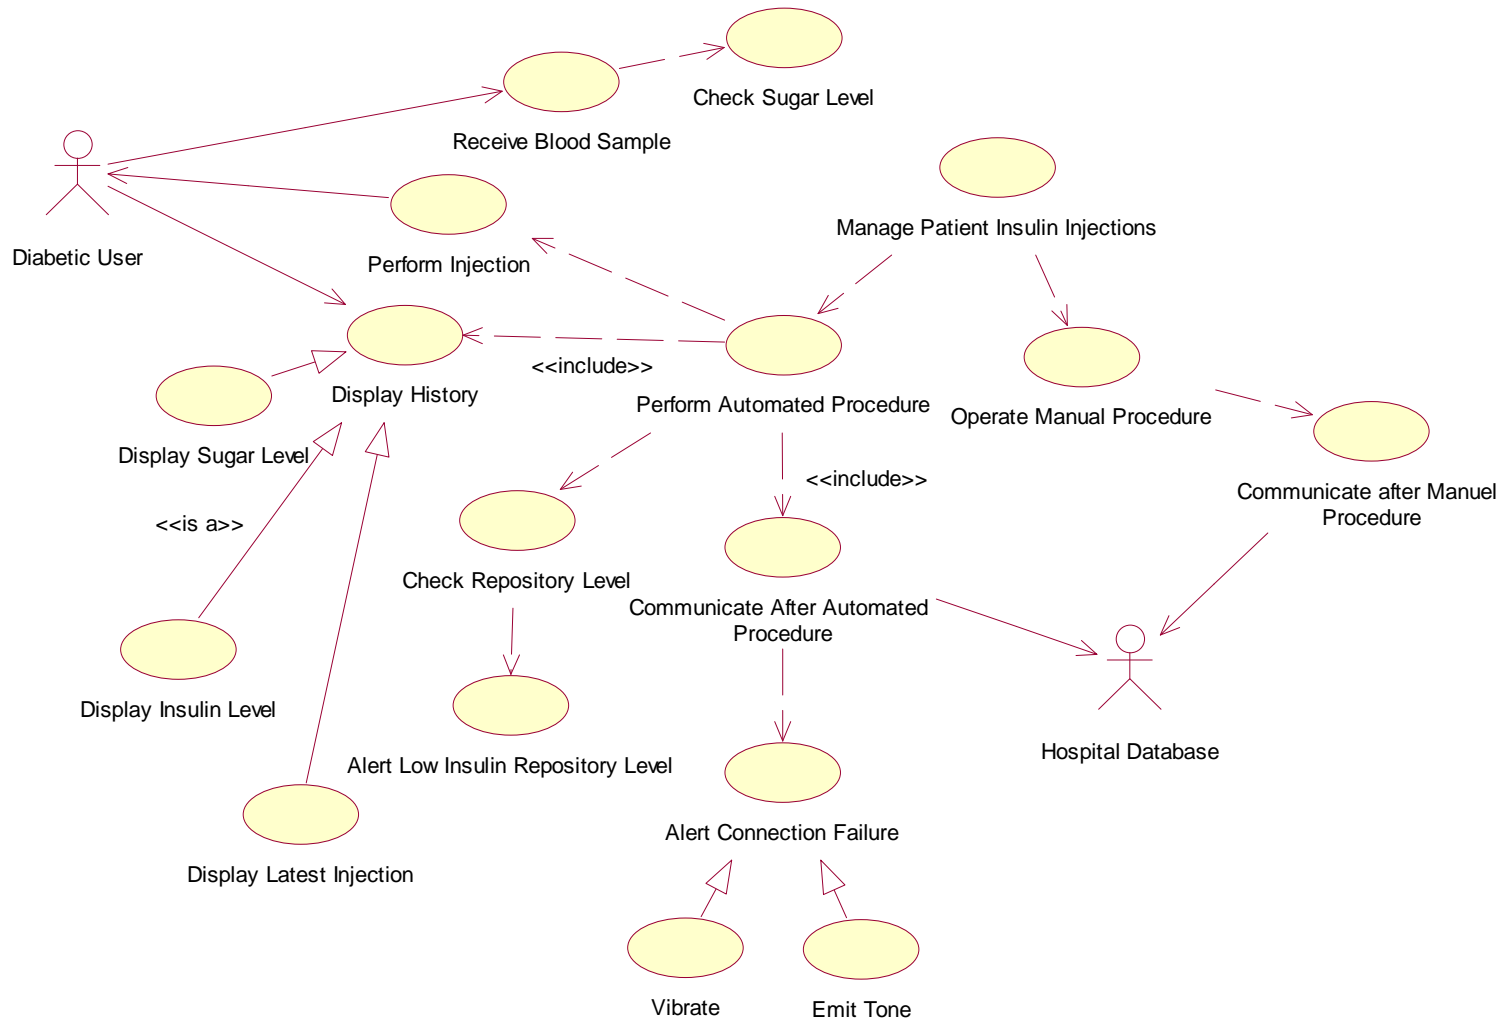 Check Sugar Level
Receive Blood Sample
Manage Patient Insulin Injections
Diabetic User
Perform Injection
<<include>>
Display History
Perform Automated Procedure
Operate Manual Procedure
Display Sugar Level
<<include>>
Communicate after Manuel
Procedure
<<is a>>
Check Repository Level
Communicate After Automated
Procedure
Display Insulin Level
Alert Low Insulin Repository Level
Hospital Database
Alert Connection Failure
Display Latest Injection
Vibrate
Emit Tone